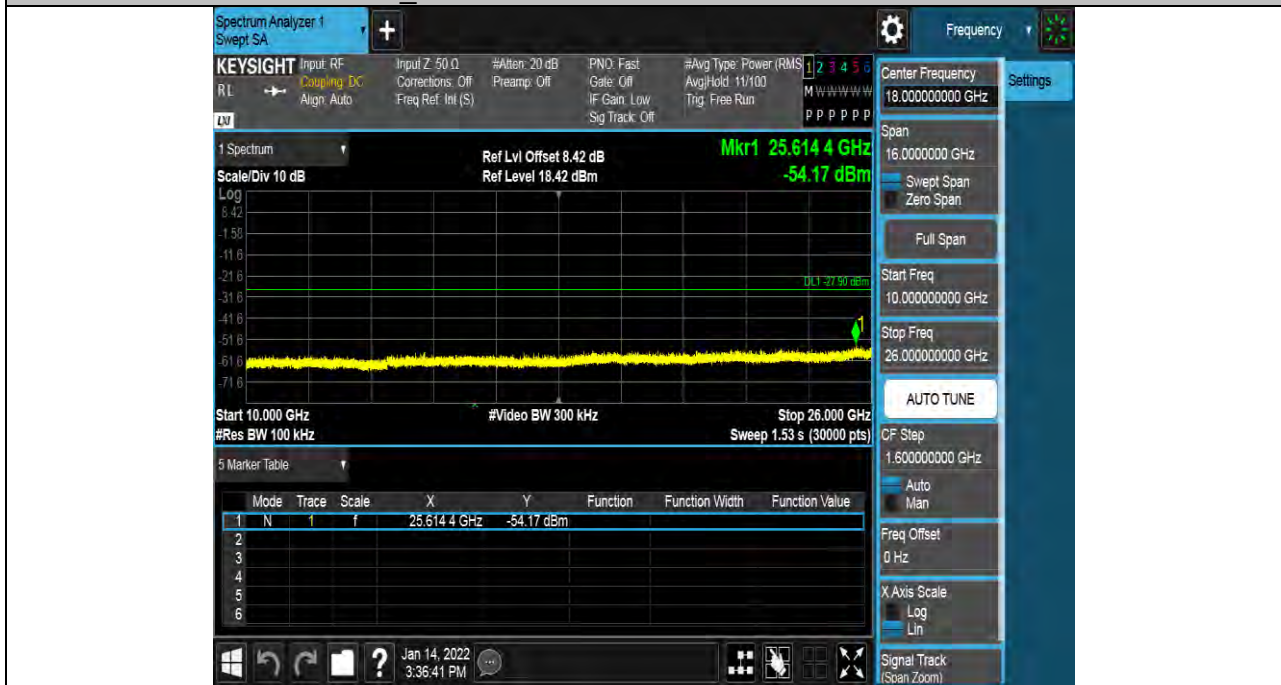 Spectrum Analyzer 1
Swept SA
+
Frequency
KEYSIGHT
RL
LXI
Input: RF
Coupling: DC
Align: Auto
Input Z: 50 Ω
Corrections: Off
Freq Ref: Int (S)
#Atten: 20 dB
Preamp: Off
PNO: Fast
Gate: Off
IF Gain: Low
Sig Track: Off
#Avg Type: Power (RMS
Avg|Hold: 11/100
Trig: Free Run
1 2 3 4 5 6
M W W W W W
P P P P P P
Center Frequency
18.000000000 GHz
Settings
1 Spectrum
Scale/Div 10 dB
Ref Lvl Offset 8.42 dB
Ref Level 18.42 dBm
Mkr1 25.614 4 GHz
-54.17 dBm
Span
16.0000000 GHz
Swept Span
Zero Span
Full Span
Start Freq
10.000000000 GHz
Stop Freq
26.000000000 GHz
AUTO TUNE
Log
8.42
-1.58
-11.6
-21.6
-31.6
-41.6
-51.6
-61.6
-71.6
DL1 -27.90 dBm
1
Start 10.000 GHz
#Video BW 300 kHz
Stop 26.000 GHz
#Res BW 100 kHz
Sweep 1.53 s (30000 pts)
CF Step
1.600000000 GHz
Auto
Man
Freq Offset
0 Hz
X Axis Scale
Log
Lin
Signal Track
(Span Zoom)
5 Marker Table
Mode Trace Scale X Y Function Function Width Function Value
1 N 1 f 25.614 4 GHz -54.17 dBm
2
3
4
5
6
?
Jan 14, 2022
3:36:41 PM